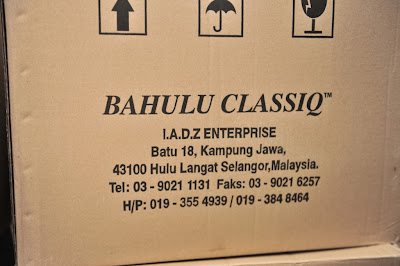 BAHULU CLASSIQ™
I.A.D.Z ENTERPRISE
Batu 18, Kampung Jawa,
43100 Hulu Langat Selangor,Malaysia.
Tel: 03 - 9021 1131 Faks: 03 - 9021 6257
H/P: 019 - 355 4939 / 019 - 384 8464